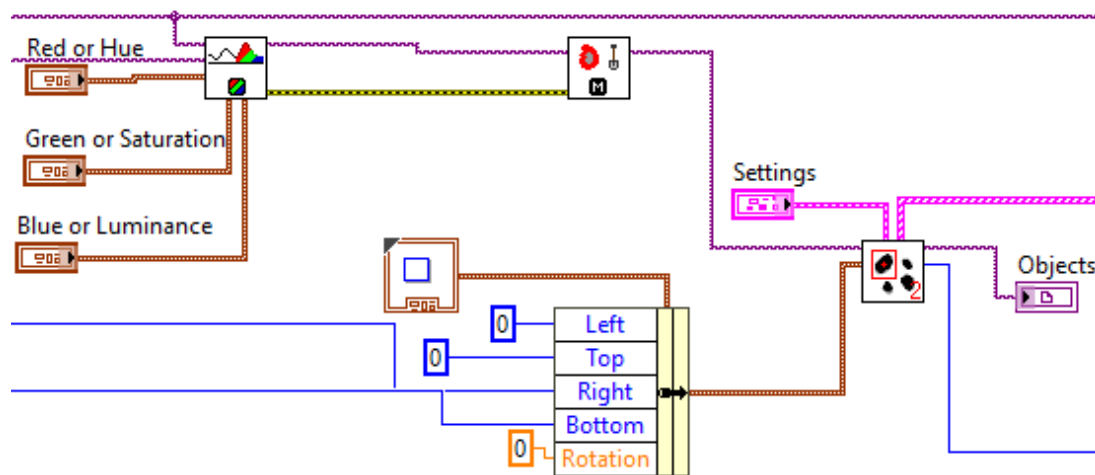 Red or Hue
M
Green or Saturation
Settings
Blue or Luminance
2
Objects
0
Left
0
Top
Right
Bottom
0
Rotation